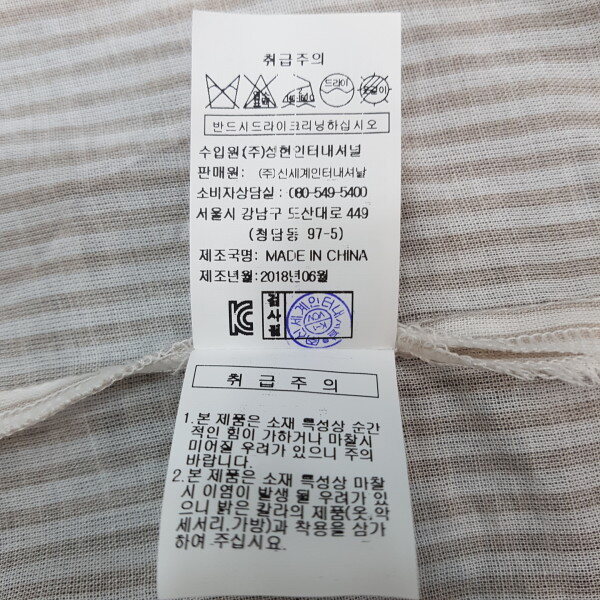 취급주의
드라이
반드시드라이크리닝하십시오
수입원(주)성현인터내셔널
판매원: (주)신세계인터내셔날
소비자상담실 : 080-549-5400
서울시 강남구 도산대로 449
(청담동 97-5)
제조국명: MADE IN CHINA
제조년월:2018년06월
검사필
취 급 주 의
1.본 제품은 소재 특성상 순간
적인 힘이 가하거나 마찰시
미어질 우려가 있으니 주의
바랍니다.
2.본 제품은 소재 특성상 마찰
시 이염이 발생 될 우려가 있
으니 밝은 칼라의 제품(옷,악
세서리,가방)과 착용을 삼가
하여 주십시요.